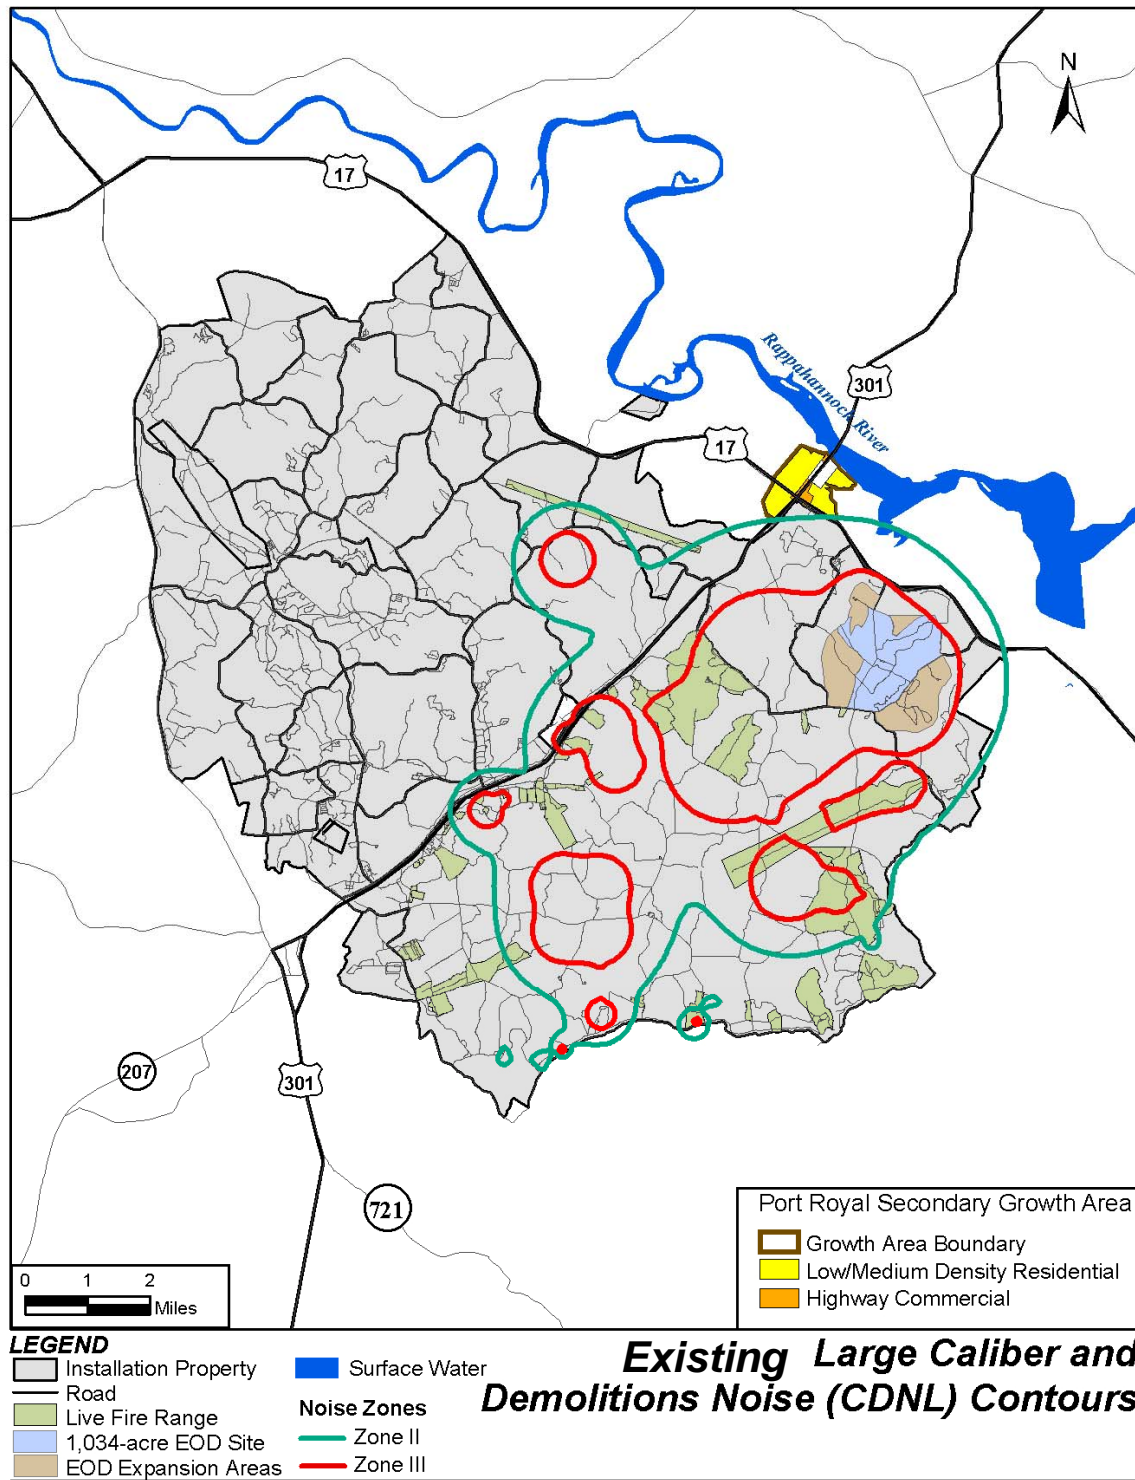 N
17
Rappahannock River
301
17
207
301
721
Port Royal Secondary Growth Area
Growth Area Boundary
Low/Medium Density Residential
Highway Commercial
0 1 2
Miles
LEGEND
Installation Property
Road
Live Fire Range
1,034-acre EOD Site
EOD Expansion Areas
Surface Water
Noise Zones
Zone II
Zone III
Existing Large Caliber and
Demolitions Noise (CDNL) Contours